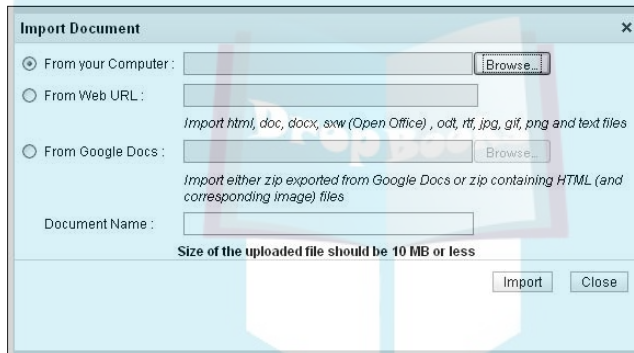 Import Document ×
From your Computer : Browse...
From Web URL :
Import html, doc, docx, sxw (Open Office) , odt, rtf, jpg, gif, png and text files
From Google Docs : Browse...
Import either zip exported from Google Docs or zip containing HTML (and
corresponding image) files
Document Name :
Size of the uploaded file should be 10 MB or less
Import Close